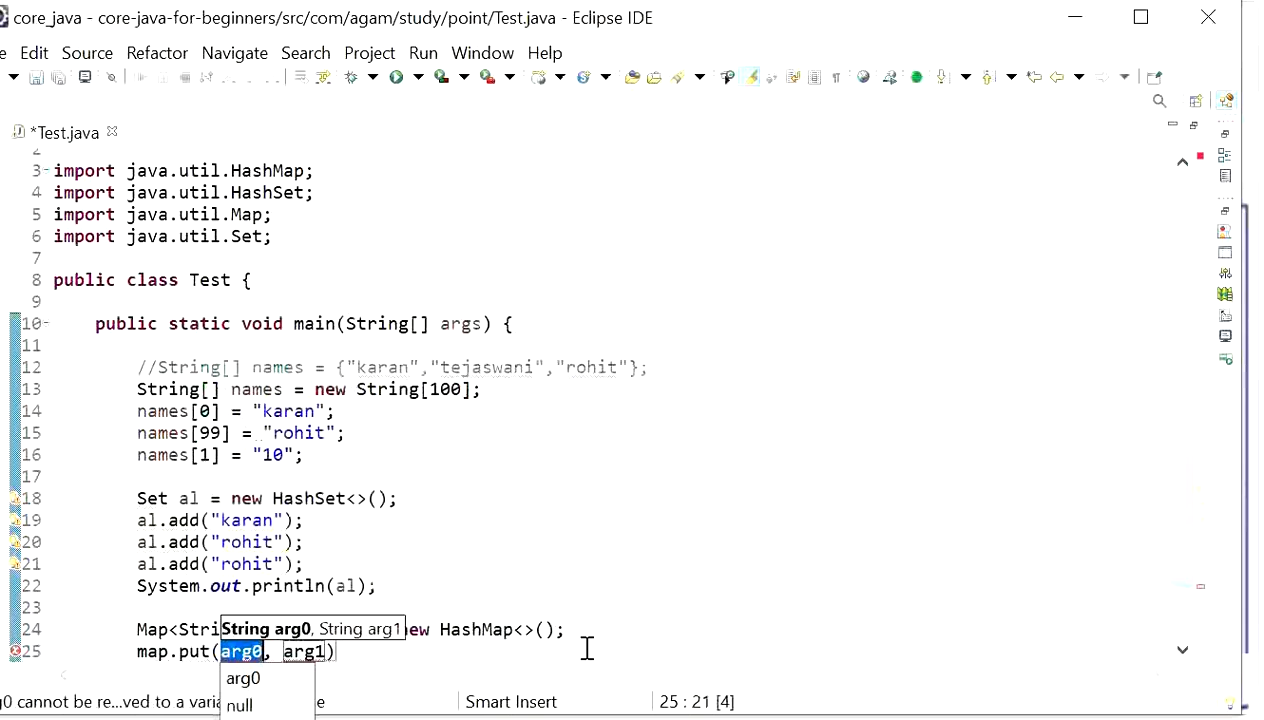 core_java - core-java-for-beginners/src/com/agam/study/point/Test.java - Eclipse IDE
e Edit Source Refactor Navigate Search Project Run Window Help
*Test.java
2
3 import java.util.HashMap;
4 import java.util.HashSet;
5 import java.util.Map;
6 import java.util.Set;
7
8 public class Test {
9
10 public static void main(String[] args) {
11
12 //String[] names = {"karan","tejaswani","rohit"};
13 String[] names = new String[100];
14 names[0] = "karan";
15 names[99] = "rohit";
16 names[1] = "10";
17
18 Set al = new HashSet<>();
19 al.add("karan");
20 al.add("rohit");
21 al.add("rohit");
22 System.out.println(al);
23
24 Map<Stri new HashMap<>();
String arg0, String arg1
25 map.put(arg0, arg1)
arg0
null
g0 cannot be re...ved to a varia e Smart Insert 25 : 21 [4]